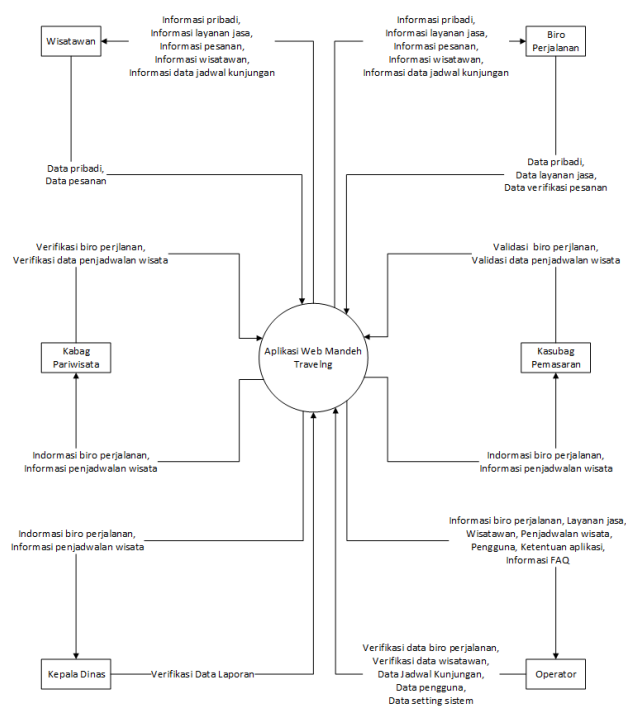 Wisatawan
Informasi pribadi,
Informasi layanan jasa,
Informasi pesanan,
Informasi wisatawan,
Informasi data jadwal kunjungan
Informasi pribadi,
Informasi layanan jasa,
Informasi pesanan,
Informasi wisatawan,
Informasi data jadwal kunjungan
Biro
Perjalanan
Data pribadi,
Data pesanan
Data pribadi,
Data layanan jasa,
Data verifikasi pesanan
Verifikasi biro perjlanan,
Verifikasi data penjadwalan wisata
Validasi biro perjlanan,
Validasi data penjadwalan wisata
Kabag
Pariwisata
Aplikasi Web Mandeh
Travelng
Kasubag
Pemasaran
Indormasi biro perjalanan,
Informasi penjadwalan wisata
Indormasi biro perjalanan,
Informasi penjadwalan wisata
Indormasi biro perjalanan,
Informasi penjadwalan wisata
Informasi biro perjalanan, Layanan jasa,
Wisatawan, Penjadwalan wisata,
Pengguna, Ketentuan aplikasi,
Informasi FAQ
Kepala Dinas
Verifikasi Data Laporan
Verifikasi data biro perjalanan,
Verifikasi data wisatawan,
Data Jadwal Kunjungan,
Data pengguna,
Data setting sistem
Operator